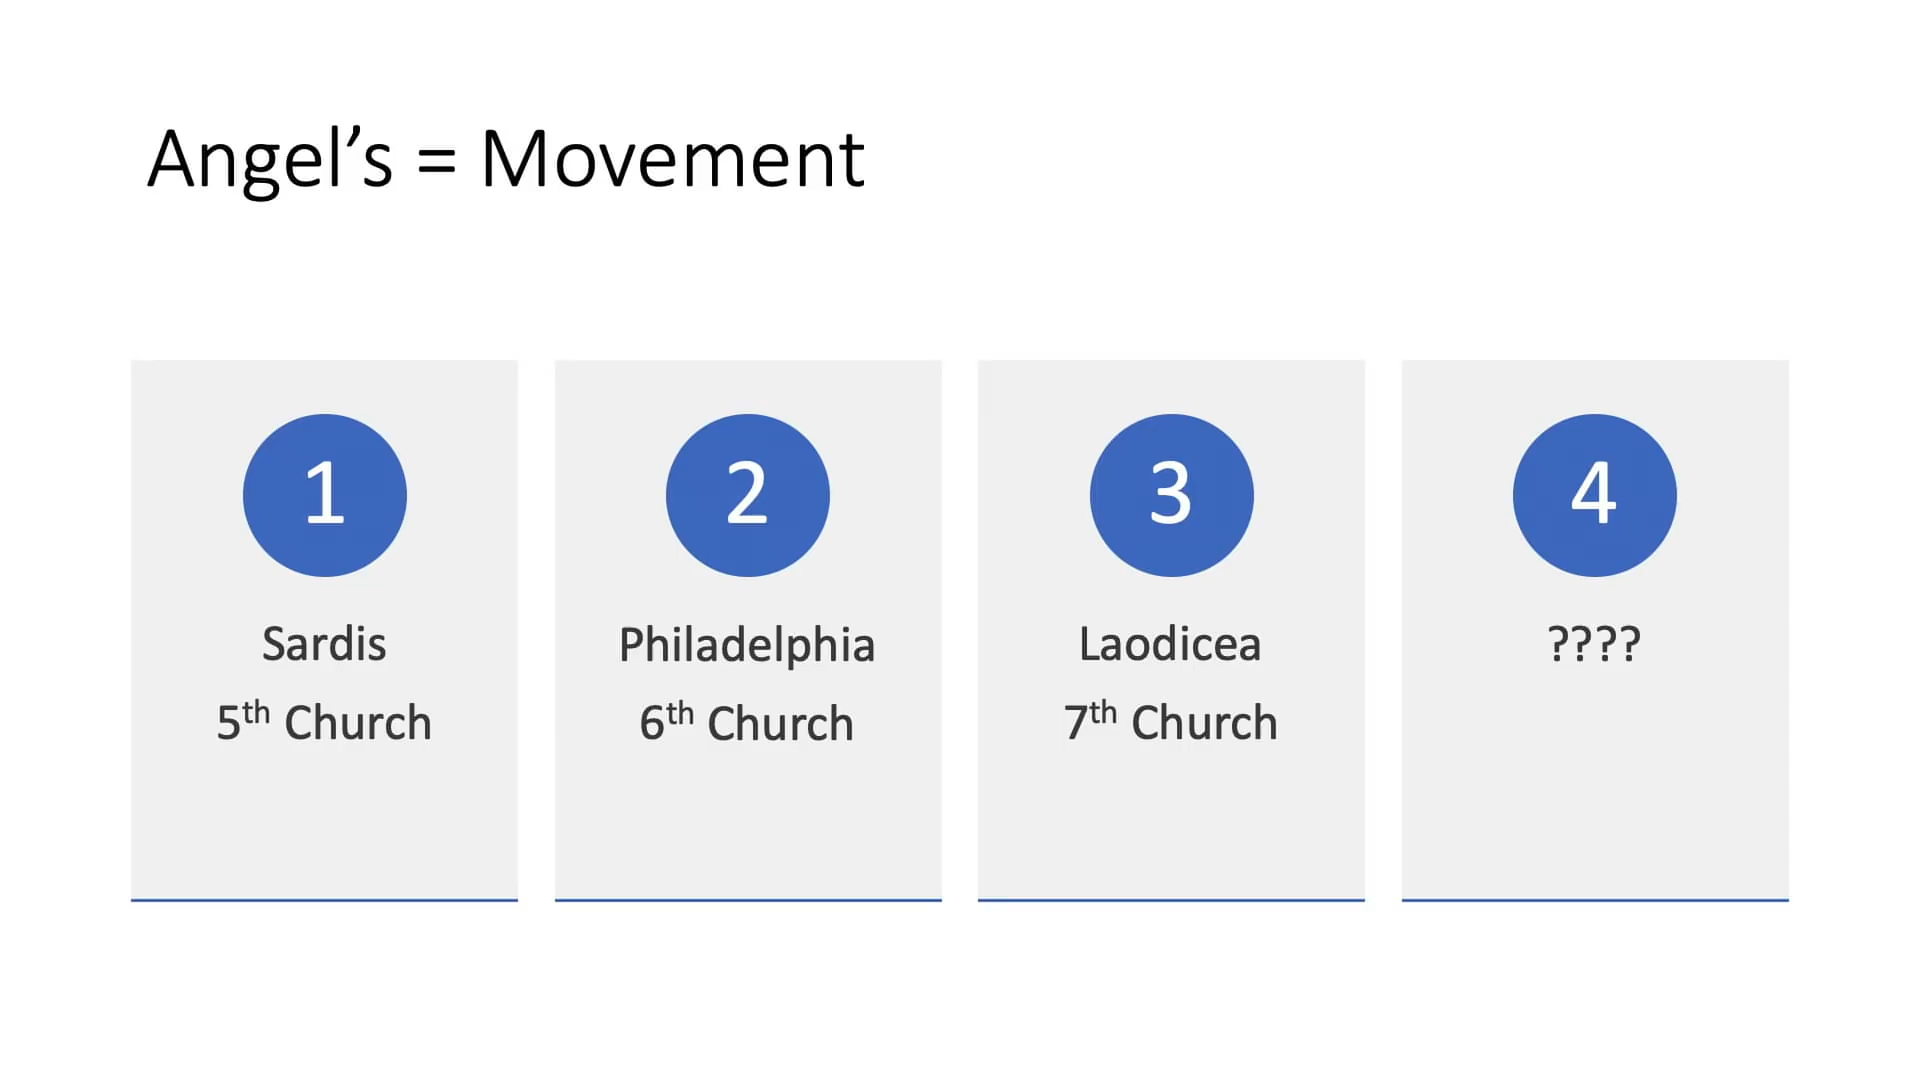 Angel’s = Movement
1
Sardis
5th Church
2
Philadelphia
6th Church
3
Laodicea
7th Church
4
????